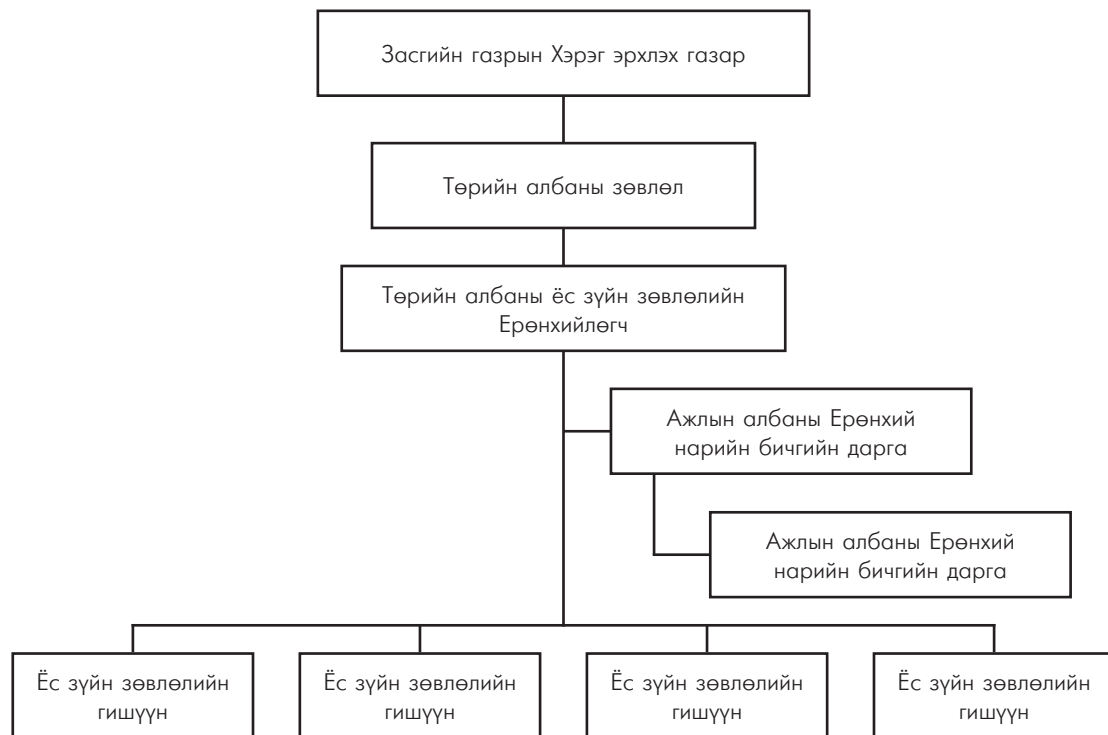 Засгийн газрын Хэрэг эрхлэх газар
Төрийн албаны зөвлөл
Төрийн албаны ёс зүйн зөвлөлийн
Ерөнхийлөгч
Ажлын албаны Ерөнхий
нарийн бичгийн дарга
Ажлын албаны Ерөнхий
нарийн бичгийн дарга
Ёс зүйн зөвлөлийн
гишүүн
Ёс зүйн зөвлөлийн
гишүүн
Ёс зүйн зөвлөлийн
гишүүн
Ёс зүйн зөвлөлийн
гишүүн